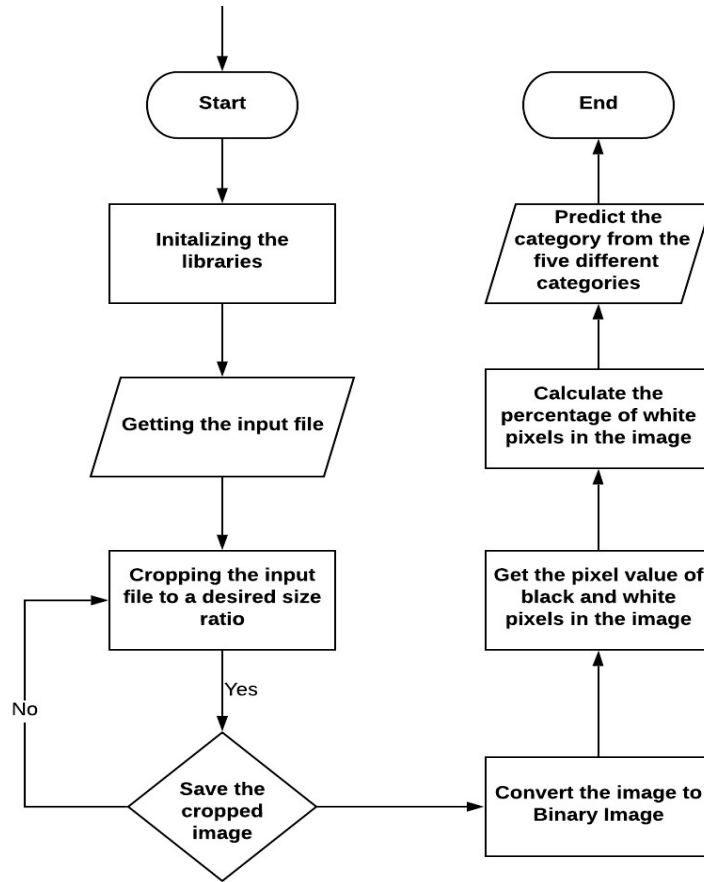 Start
Initalizing the
libraries
Getting the input file
Cropping the input
file to a desired size
ratio
Yes
No
Save the
cropped
image
Convert the image to
Binary Image
Get the pixel value of
black and white
pixels in the image
Calculate the
percentage of white
pixels in the image
Predict the
category from the
five different
categories
End